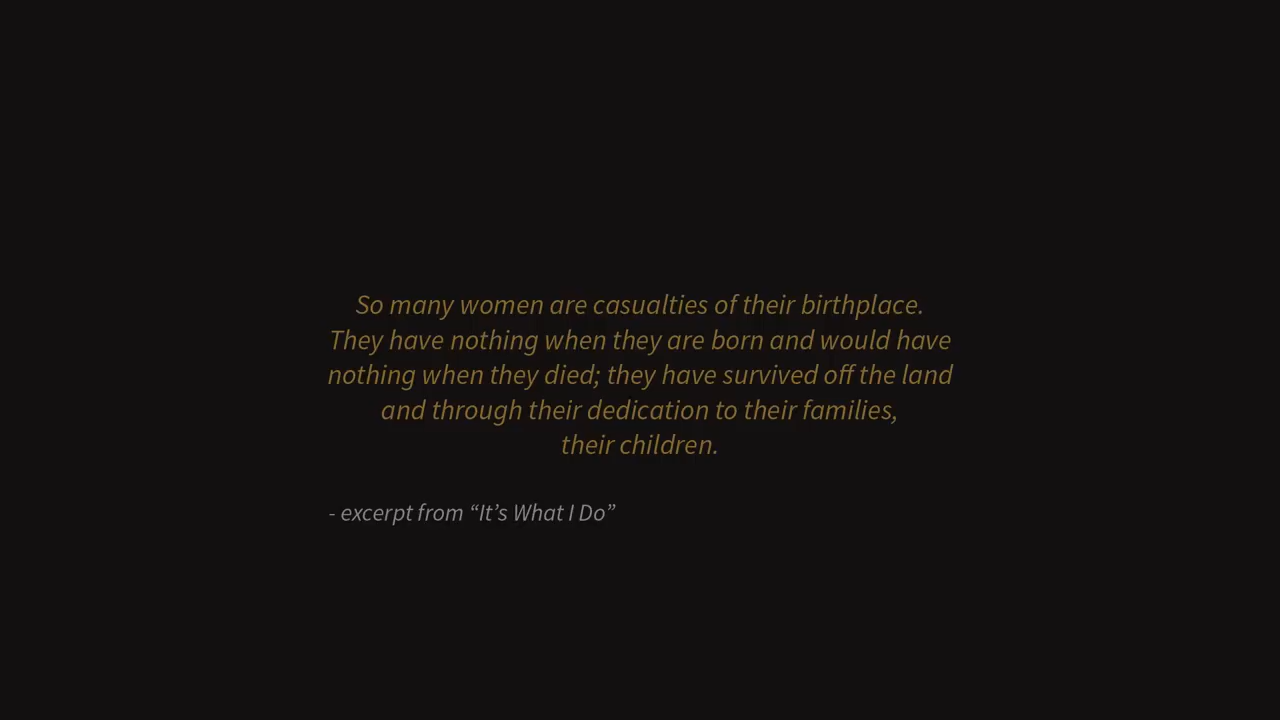 So many women are casualties of their birthplace.
They have nothing when they are born and would have
nothing when they died; they have survived off the land
and through their dedication to their families,
their children.
- excerpt from “It’s What I Do”